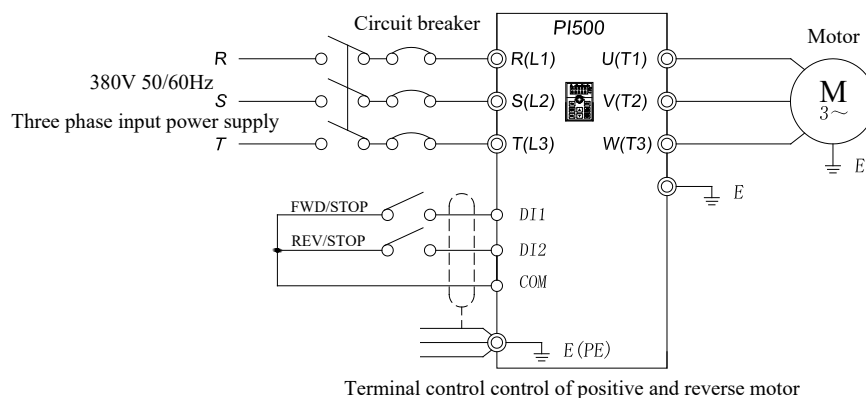 Circuit breaker
PI500
Motor
R
R(L1)
U(T1)
380V 50/60Hz
S
S(L2)
V(T2)
M
3~
Three phase input power supply
T
T(L3)
W(T3)
E
E
FWD/STOP
DI1
REV/STOP
DI2
COM
E(PE)
Terminal control control of positive and reverse motor